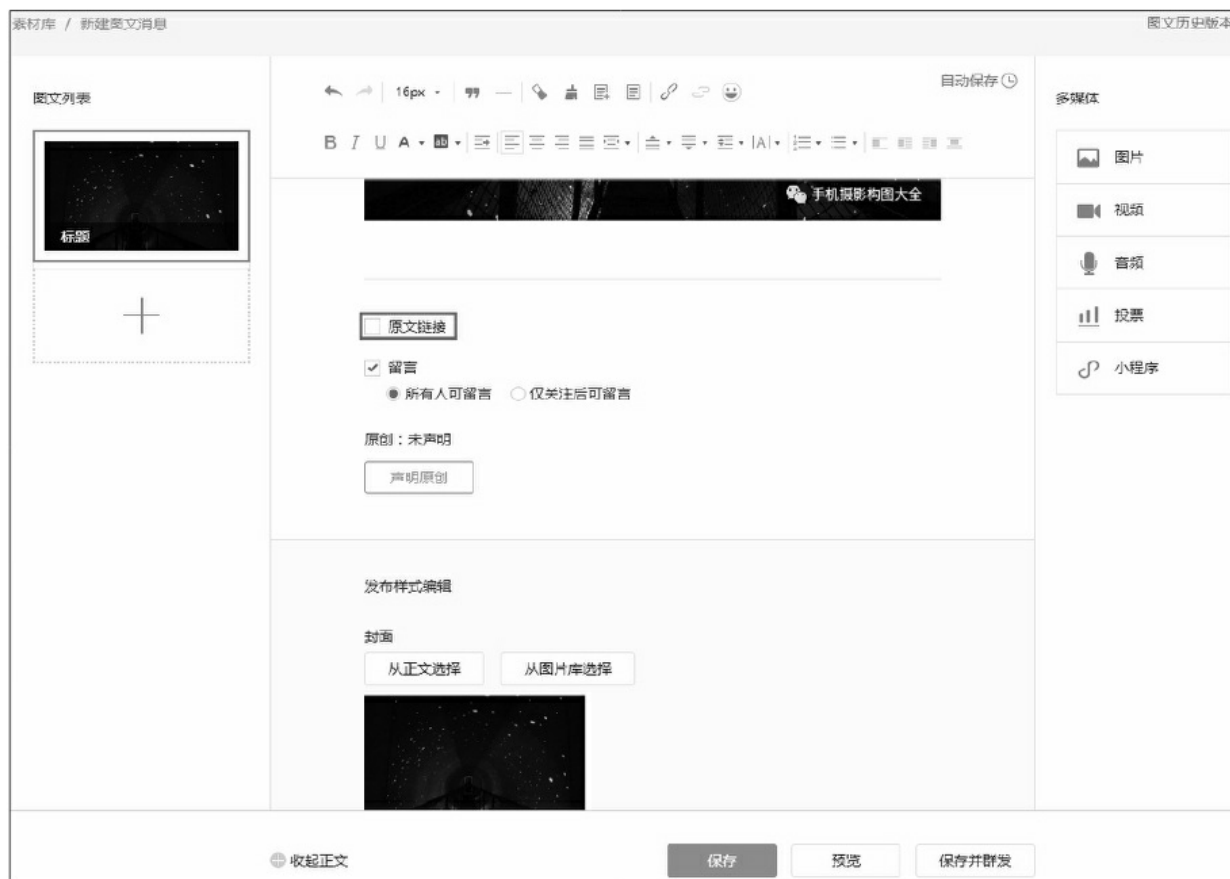 素材库 / 新建图文消息
图文历史版本
图文列表
标题
16px
自动保存
B I U A ab
|A|
手机摄影构图大全
原文链接
留言
所有人可留言 仅关注后可留言
原创：未声明
声明原创
发布样式编辑
封面
从正文选择 从图片库选择
多媒体
图片
视频
音频
投票
小程序
收起正文
保存 预览 保存并群发